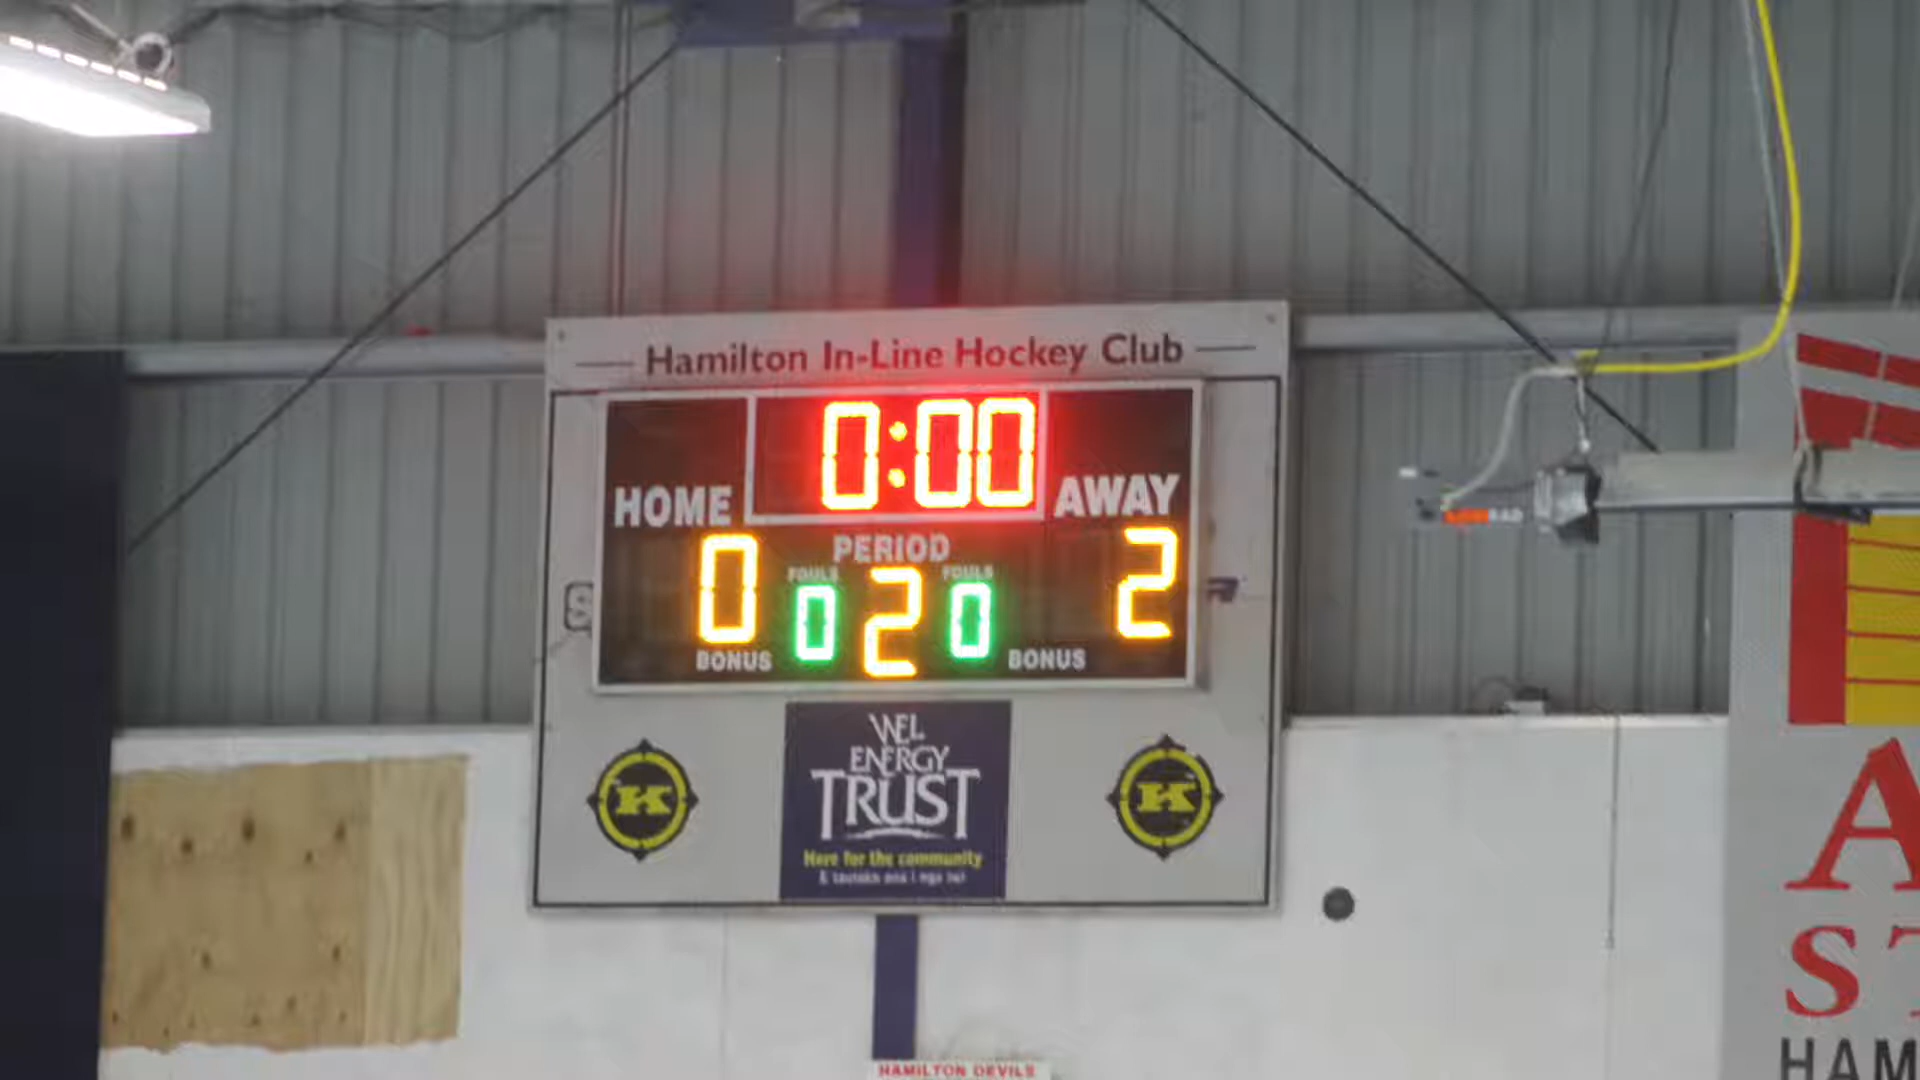 Hamilton In-Line Hockey Club
0:00
HOME
AWAY
PERIOD
0
FOULS
0
2
FOULS
0
2
BONUS
BONUS
WEL
ENERGY
TRUST
Here for the community
K
K
A
ST
HAM
HAMILTON DEVILS